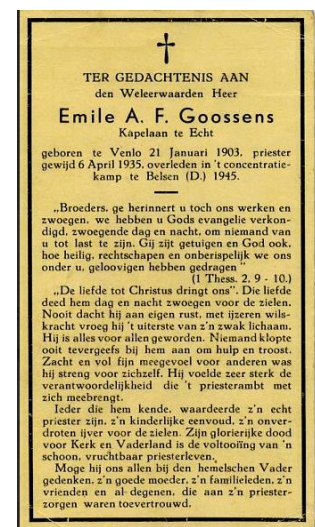 TER GEDACHTENIS AAN
den Weleerwaarden Heer
Emile A. F. Goossens
Kapelaan te Echt
geboren te Venlo 21 Januari 1903, priester
gewijd 6 April 1935, overleden in 't concentratie-
kamp te Belsen (D.) 1945.
„Broeders, ge herinnert u toch ons werken en
zwoegen, we hebben u Gods evangelie verkon-
digd, zwoegende dag en nacht, om niemand van
u tot last te zijn. Gij zijt getuigen en God ook,
hoe heilig, rechtschapen en onberispelijk we ons
onder u, geloovigen hebben gedragen"
(1 Thess. 2, 9 - 10.)
„De liefde tot Christus dringt ons". Die liefde
deed hem dag en nacht zwoegen voor de zielen.
Nooit dacht hij aan eigen rust, met ijzeren wils-
kracht vroeg hij 't uiterste van z'n zwak lichaam.
Hij is alles voor allen geworden. Niemand klopte
ooit tevergeefs bij hem aan om hulp en troost.
Zacht en vol fijn meegevoel voor anderen was
hij streng voor zichzelf. Hij voelde zeer sterk de
verantwoordelijkheid die 't priesterambt met
zich meebrengt.
Ieder die hem kende, waardeerde z'n echt
priester zijn, z'n kinderlijke eenvoud, z'n onver-
droten ijver voor de zielen. Zijn glorierijke dood
voor Kerk en Vaderland is de voltooiïng van 'n
schoon, vruchtbaar priesterleven.
Moge hij ons allen bij den hemelschen Vader
gedenken, z'n goede moeder, z'n familieleden, z'n
vrienden en al degenen, die aan z'n priester-
zorgen waren toevertrouwd.